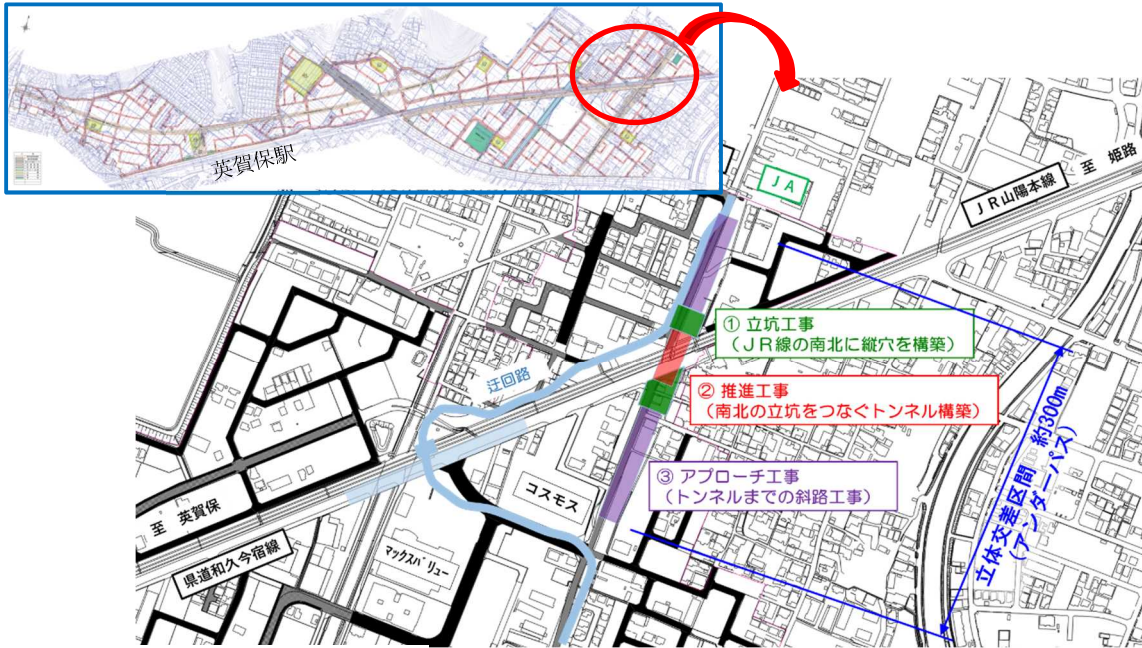 英賀保駅
JA
JR山陽本線 至 姫路
① 立坑工事
(JR線の南北に縦穴を構築)
迂回路
② 推進工事
(南北の立坑をつなぐトンネル構築)
立体交差区間 約300m
(アンダーパス)
③ アプローチ工事
(トンネルまでの斜路工事)
コスモス
至 英賀保
マックスバリュー
県道和久今宿線